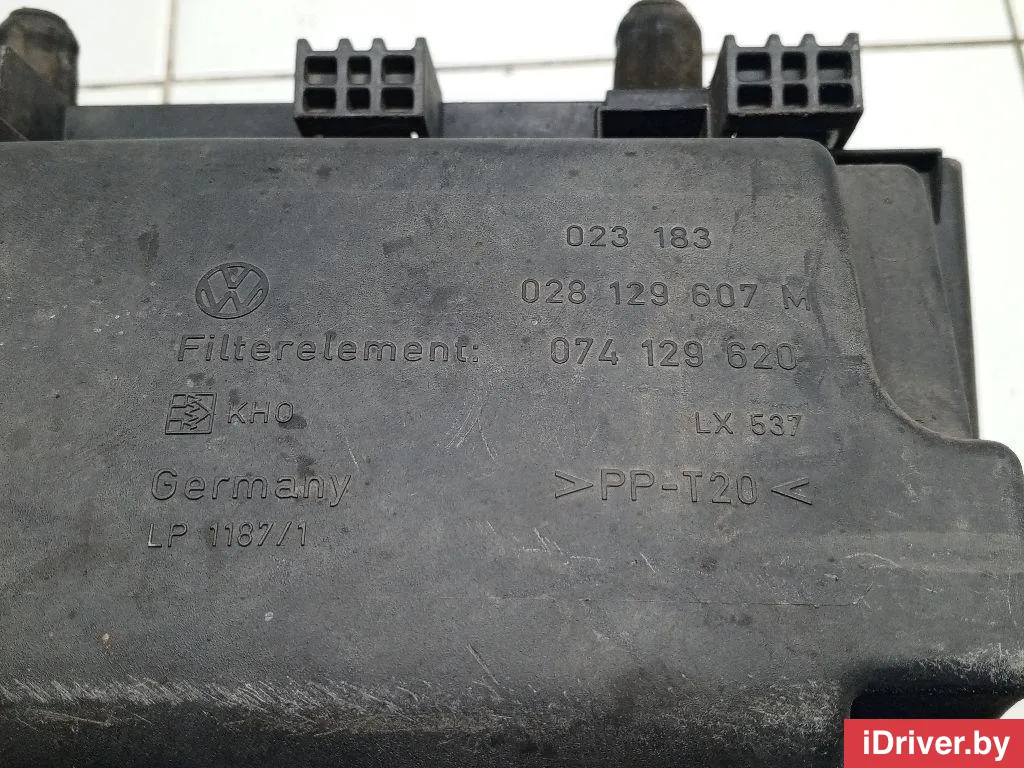 023 183
028 129 607 M
Filterelement: 074 129 620
KHO LX 537
Germany >PP-T20<
LP 1187/1
iDriver.by